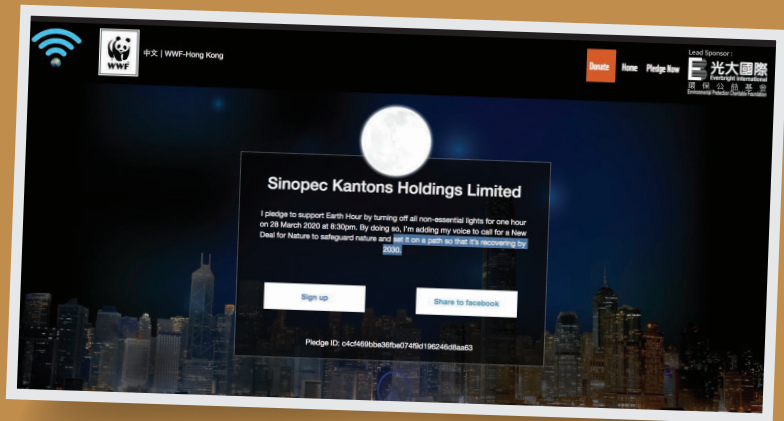 WWF
中文 | WWF-Hong Kong
Donate Home Pledge Now
Lead Sponsor :
光大國際
Everbright International
環保公益基金會
Environmental Protection Charitable Foundation
Sinopec Kantons Holdings Limited
I pledge to support Earth Hour by turning off all non-essential lights for one hour
on 28 March 2020 at 8:30pm. By doing so, I'm adding my voice to call for a New
Deal for Nature to safeguard nature and set it on a path so that it's recovering by
2030.
Sign up
Share to facebook
Pledge ID: c4cf469bbe36fbe074f9d196246d8aa63